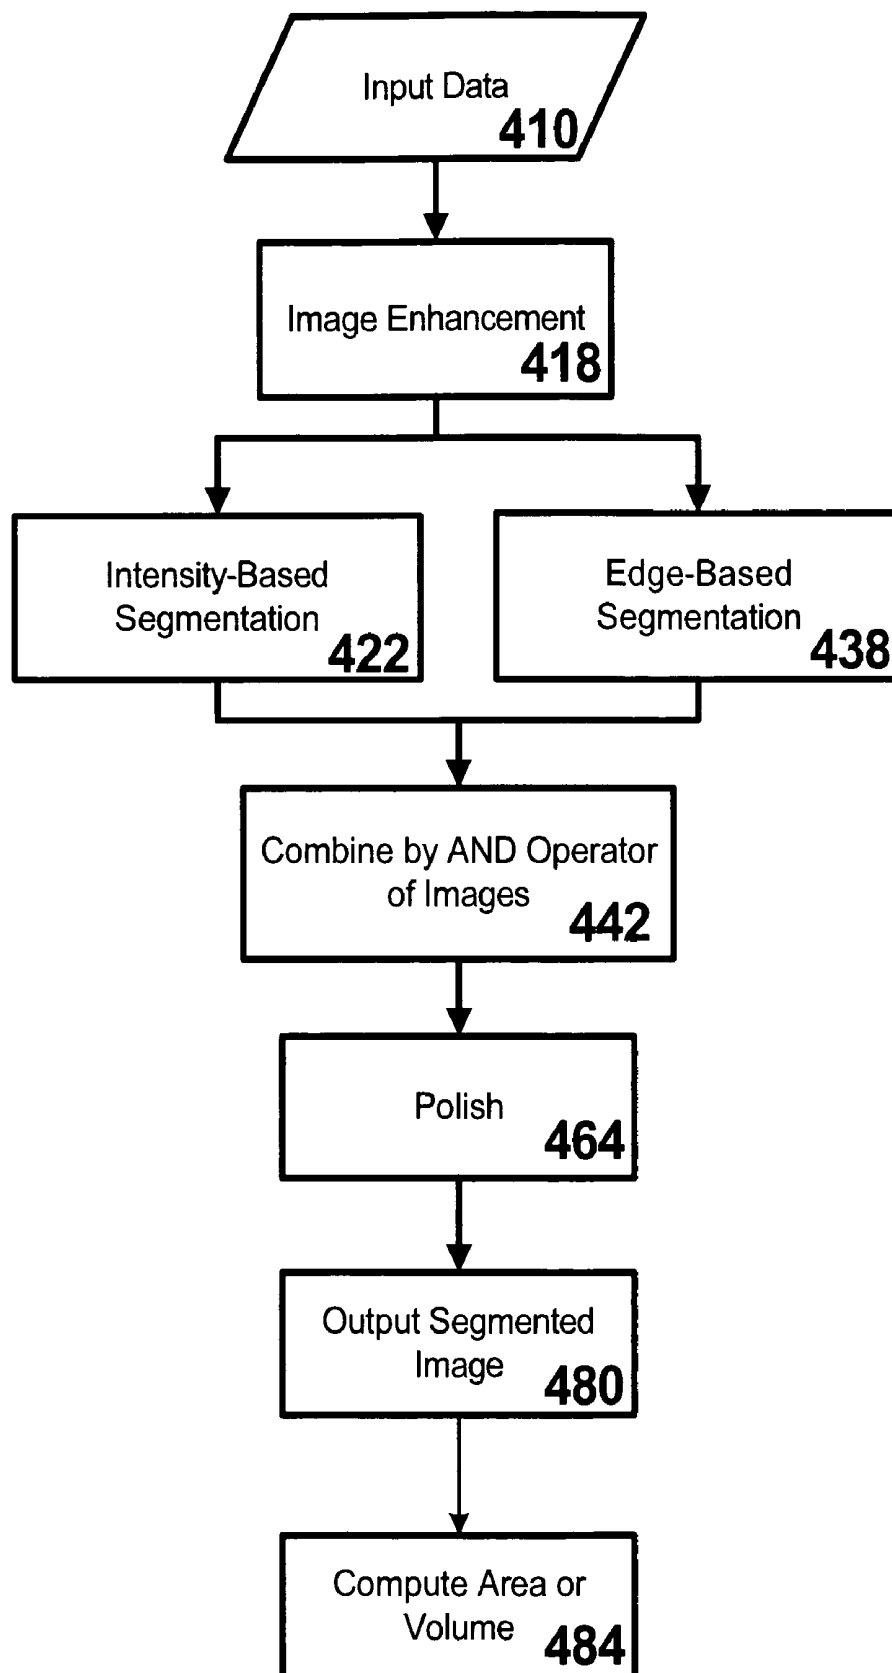 Input Data
410
Image Enhancement
418
Intensity-Based
Segmentation
422
Edge-Based
Segmentation
438
Combine by AND Operator
of Images
442
Polish
464
Output Segmented
Image
480
Compute Area or
Volume
484